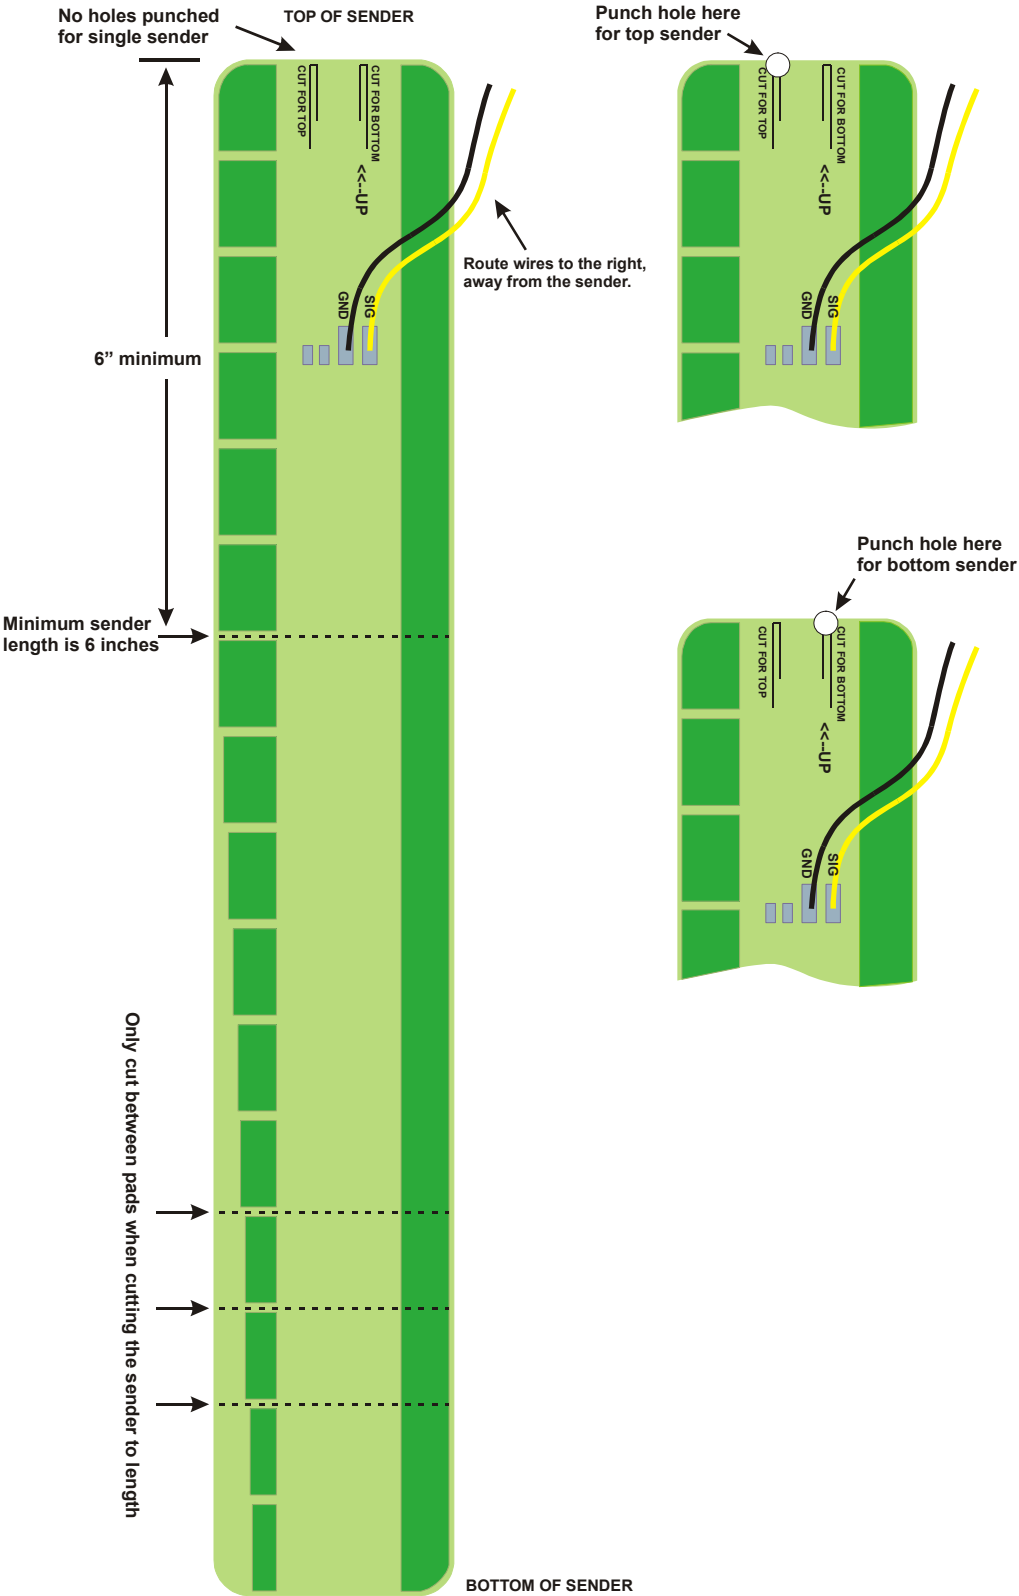 No holes punched
for single sender
TOP OF SENDER
CUT FOR TOP
CUT FOR BOTTOM
<<--UP
Route wires to the right,
away from the sender.
GND
SIG
6” minimum
Minimum sender
length is 6 inches
Only cut between pads when cutting the sender to length
BOTTOM OF SENDER
Punch hole here
for top sender
CUT FOR TOP
CUT FOR BOTTOM
<<--UP
GND
SIG
Punch hole here
for bottom sender
CUT FOR TOP
CUT FOR BOTTOM
<<--UP
GND
SIG